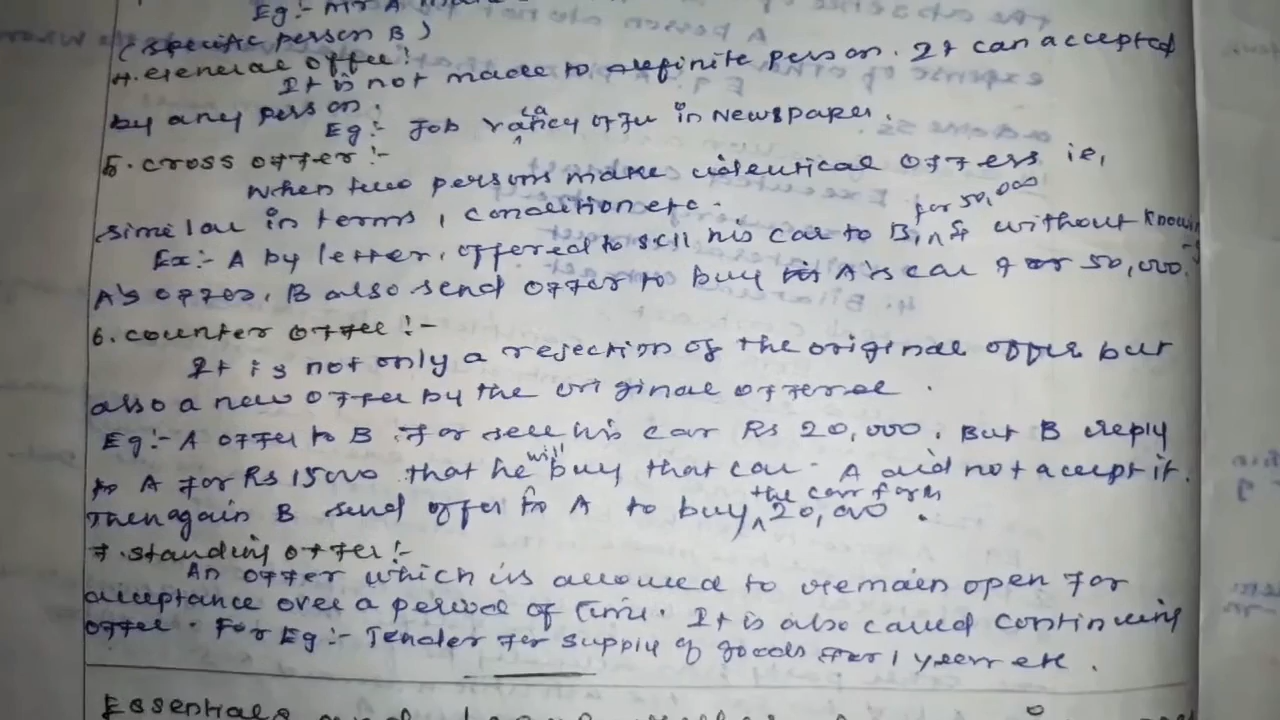 Eg:- Mr A
(specific person B)
4. General offer:-
It is not made to definite person. It can accepted
by any person.
Eg:- Job vacancy offer in Newspaper.
5. cross offer:-
When two persons make identical offers ie,
similar in terms, condition etc.
Ex:- A by letter, offered to sell his car to B, for 50,000 & without knowing
A's offer, B also send offer to buy A's car for 50,000.
6. counter offer:-
It is not only a rejection of the original offer but
also a new offer by the original offeree.
Eg:- A offer to B for sell his car Rs 20,000. But B reply
to A for Rs 15000 that he will buy that car. A did not accept it.
Then again B send offer to A to buy the car form 20,000.
7. standing offer:-
An offer which is allowed to remain open for
acceptance over a period of time. It is also called continuing
offer. For Eg:- Tender for supply of goods for 1 year etc.
Essentials